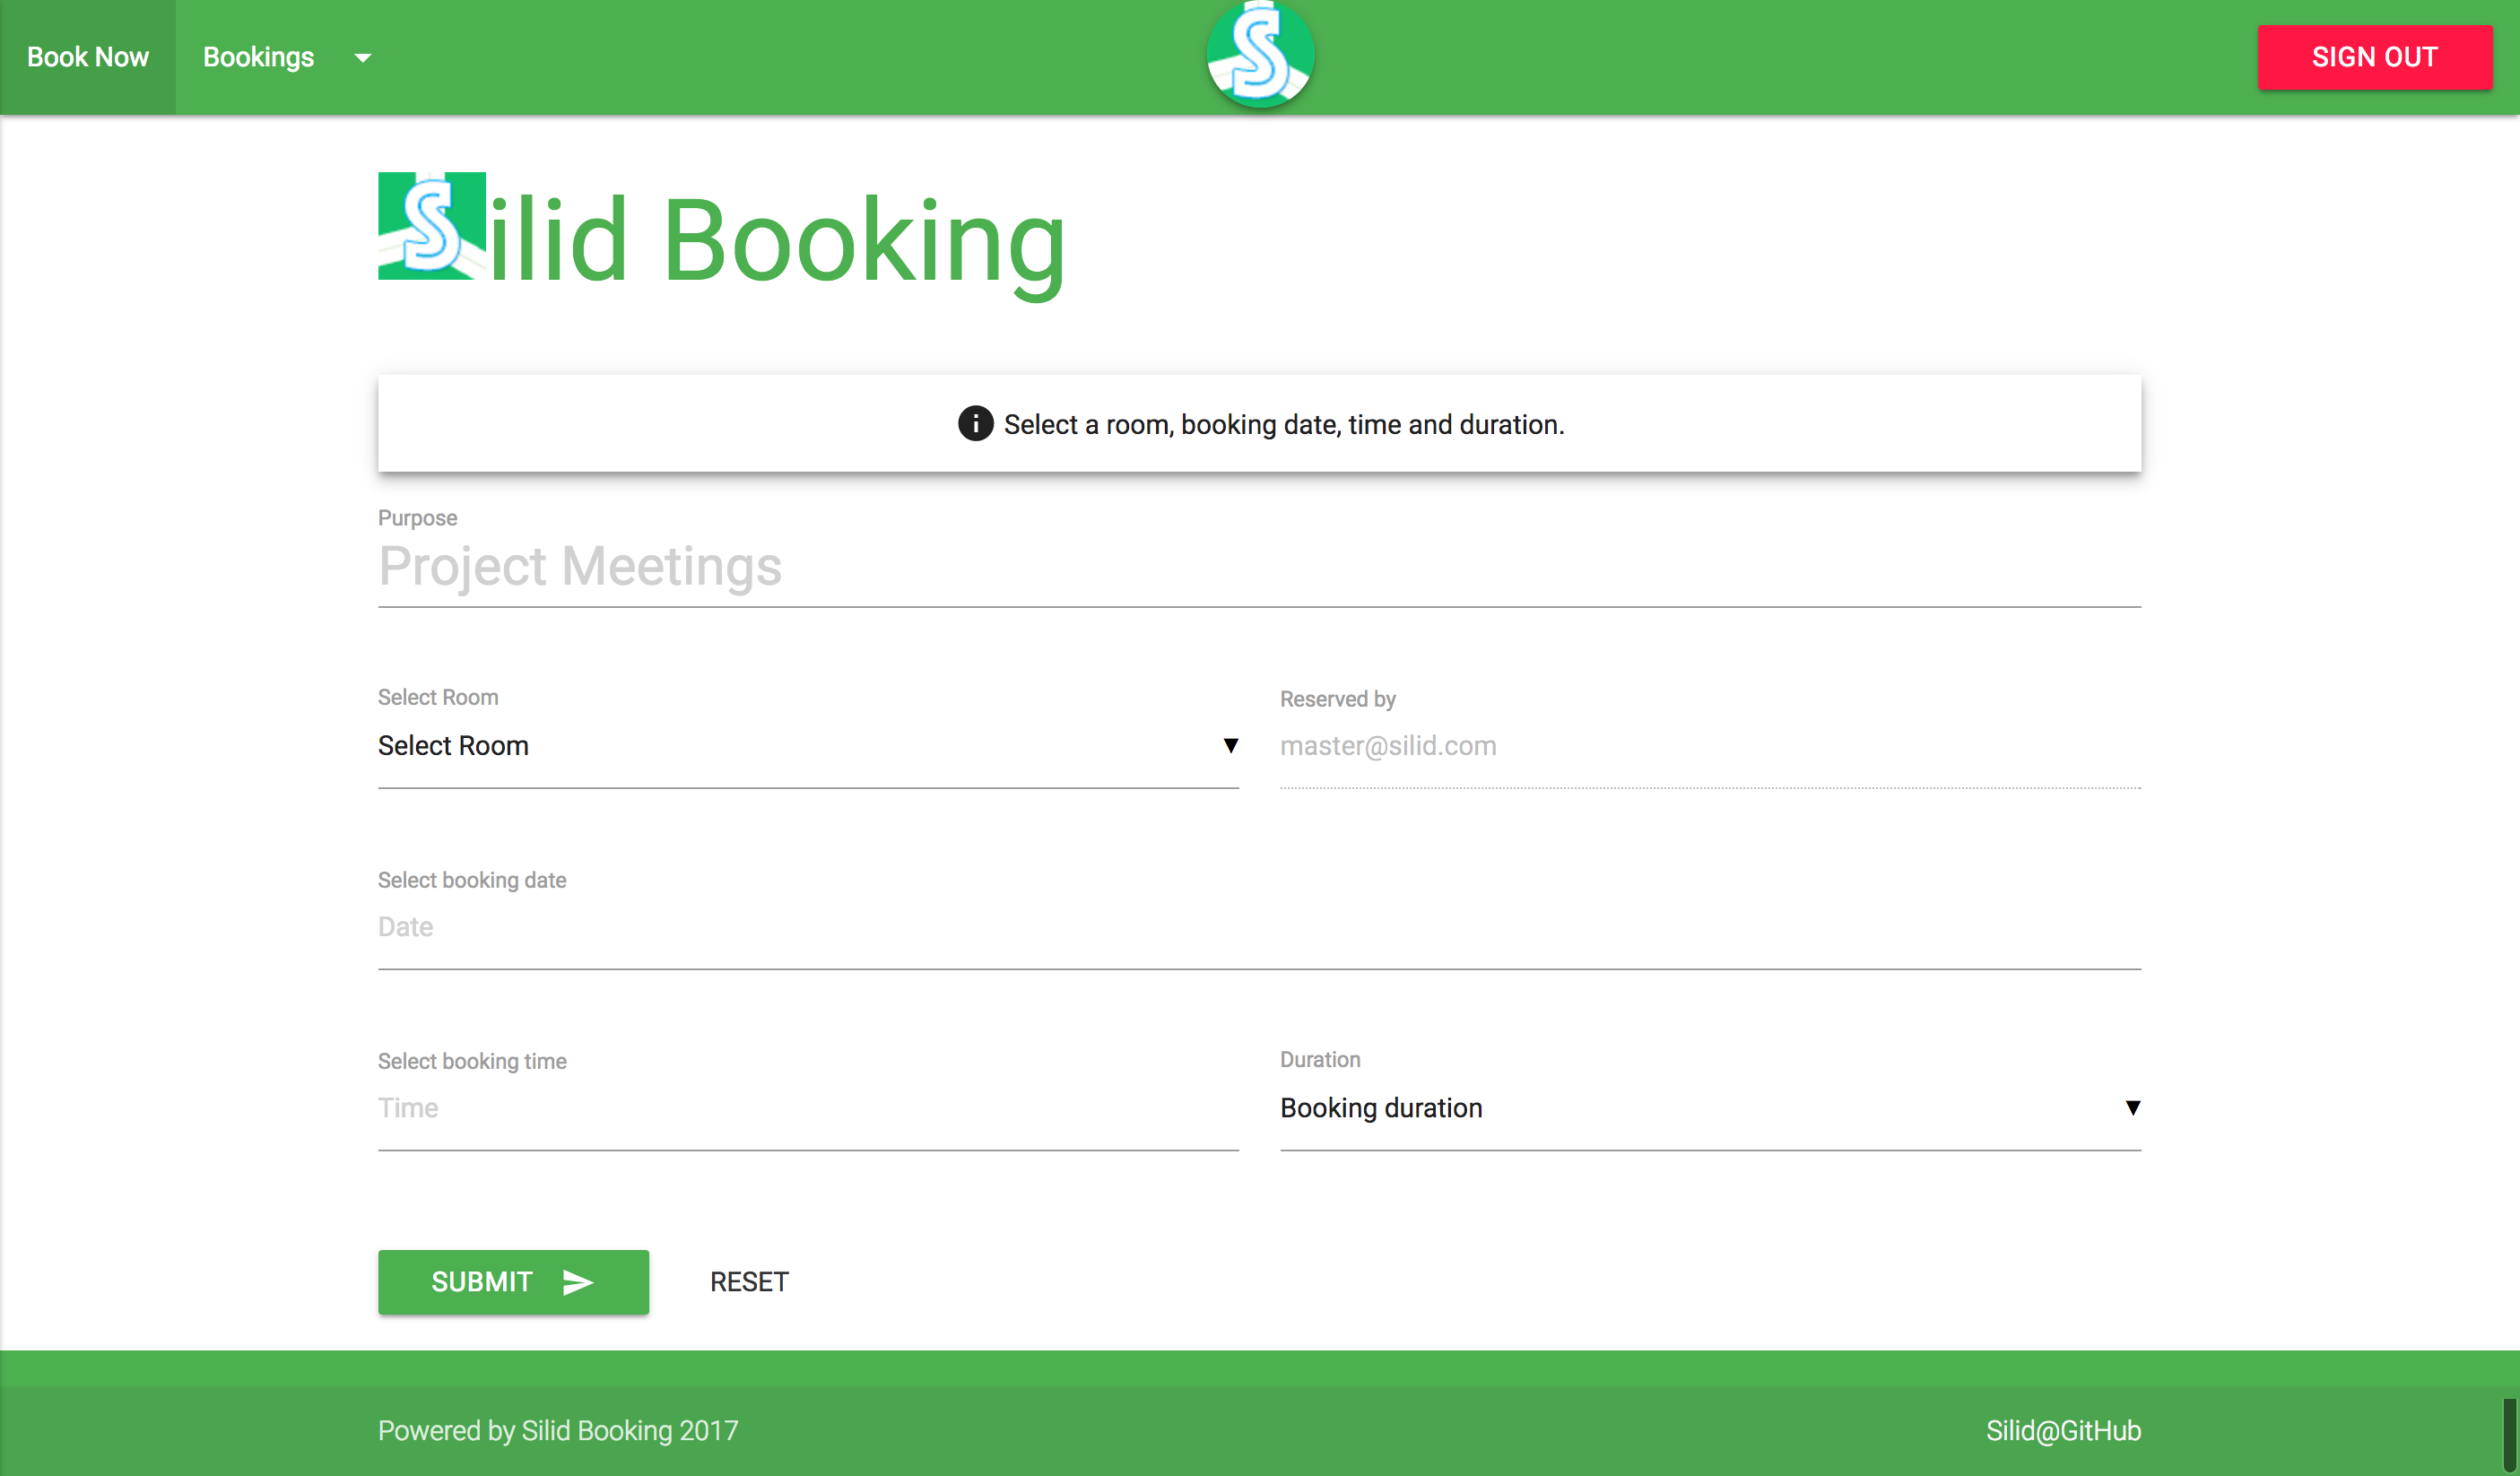 Book Now
Bookings
S
SIGN OUT
Silid Booking
Select a room, booking date, time and duration.
Purpose
Project Meetings
Select Room
Reserved by
Select Room
master@silid.com
Select booking date
Date
Select booking time
Duration
Time
Booking duration
SUBMIT
RESET
Powered by Silid Booking 2017
Silid@GitHub